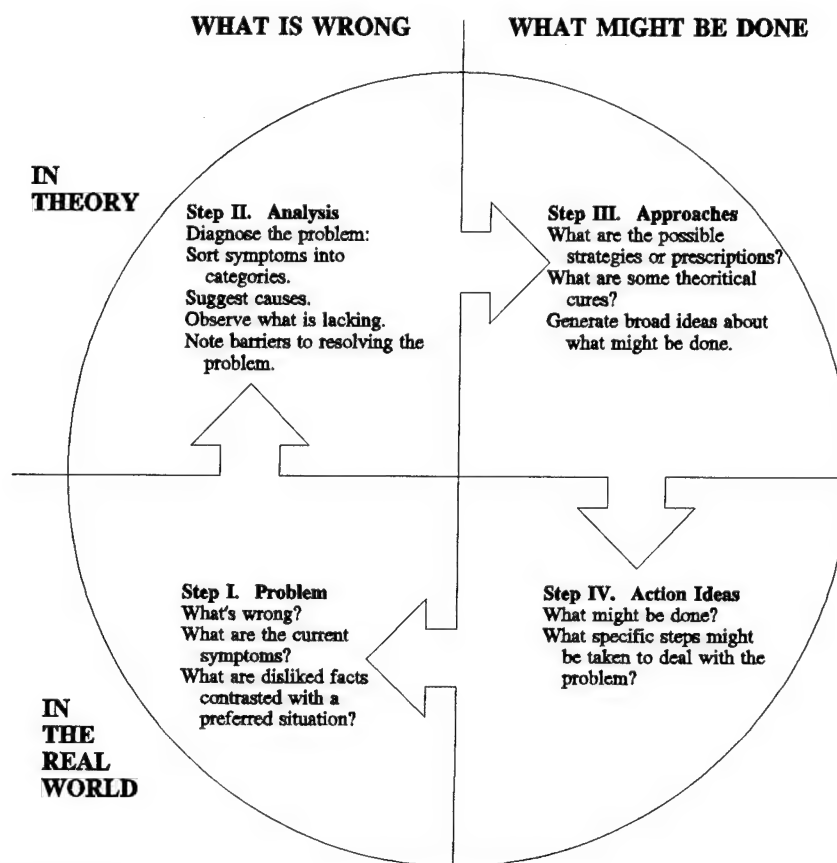 WHAT IS WRONG
WHAT MIGHT BE DONE
IN
THEORY
Step II. Analysis
Diagnose the problem:
Sort symptoms into
categories.
Suggest causes.
Observe what is lacking.
Note barriers to resolving the
problem.
Step III. Approaches
What are the possible
strategies or prescriptions?
What are some theoritical
cures?
Generate broad ideas about
what might be done.
Step I. Problem
What's wrong?
What are the current
symptoms?
What are disliked facts
contrasted with a
preferred situation?
Step IV. Action Ideas
What might be done?
What specific steps might
be taken to deal with the
problem?
IN
THE
REAL
WORLD